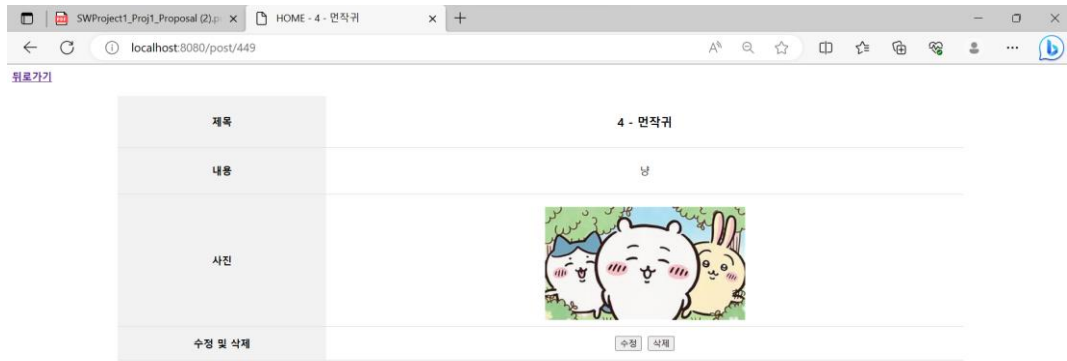 SWProject1_Proj1_Proposal (2).p
HOME - 4 - 먼작귀
localhost:8080/post/449
뒤로가기
제목
4 - 먼작귀
내용
냥
사진
수정 및 삭제
수정 삭제